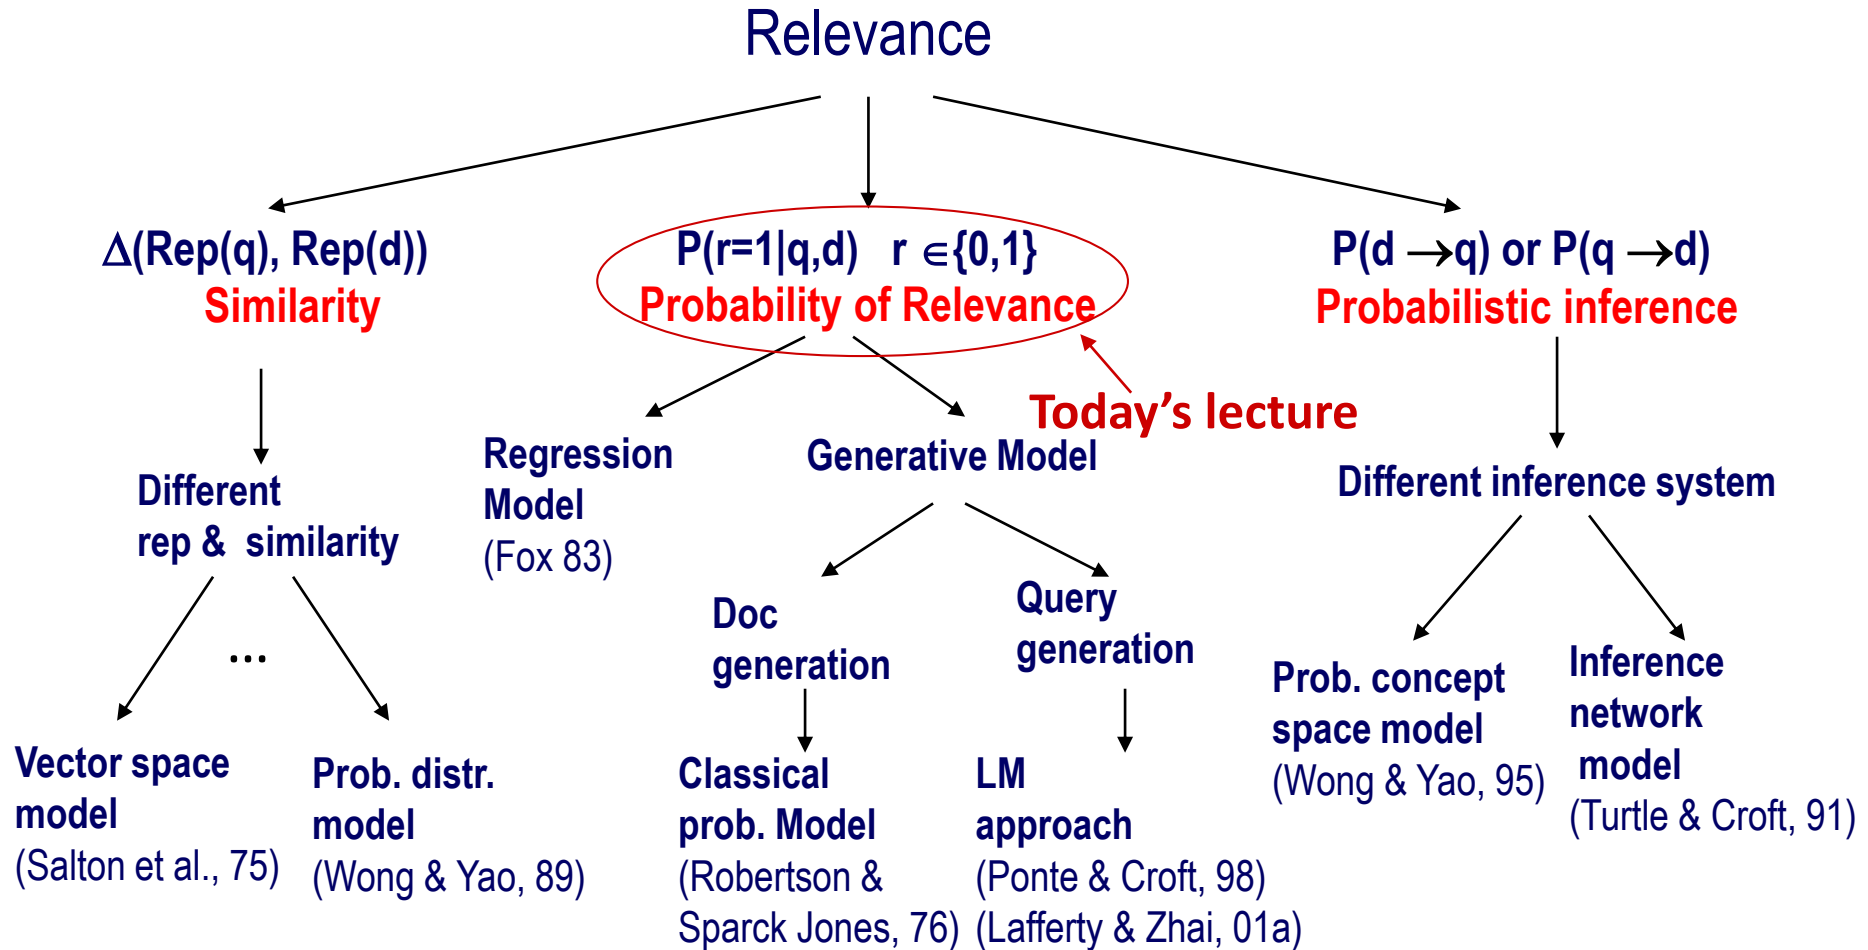 Relevance
Δ(Rep(q), Rep(d))
Similarity
P(r=1|q,d) r ∈{0,1}
Probability of Relevance
P(d →q) or P(q →d)
Probabilistic inference
Today’s lecture
Different
rep & similarity
Regression
Model
(Fox 83)
Generative Model
Different inference system
Doc
generation
Query
generation
...
Vector space
model
(Salton et al., 75)
Prob. distr.
model
(Wong & Yao, 89)
Classical
prob. Model
(Robertson &
Sparck Jones, 76)
LM
approach
(Ponte & Croft, 98)
(Lafferty & Zhai, 01a)
Prob. concept
space model
(Wong & Yao, 95)
Inference
network
model
(Turtle & Croft, 91)